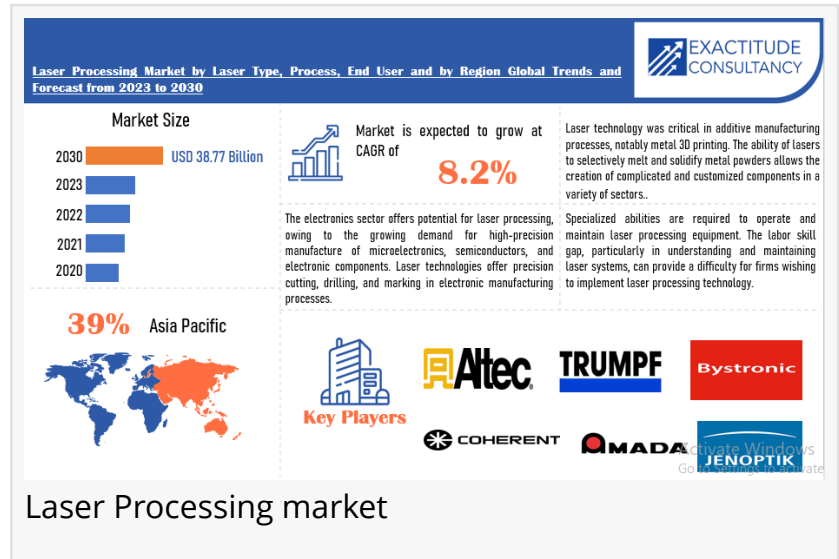 Laser Processing Market by Laser Type, Process, End User and by Region Global Trends and
Forecast from 2023 to 2030
EXACTITUDE
CONSULTANCY
Market Size
2030
USD 38.77 Billion
2023
2022
2021
2020
Market is expected to grow at
CAGR of
8.2%
Laser technology was critical in additive manufacturing
processes, notably metal 3D printing. The ability of lasers
to selectively melt and solidify metal powders allows the
creation of complicated and customized components in a
variety of sectors..
The electronics sector offers potential for laser processing,
owing to the growing demand for high-precision
manufacture of microelectronics, semiconductors, and
electronic components. Laser technologies offer precision
cutting, drilling, and marking in electronic manufacturing
processes.
Specialized abilities are required to operate and
maintain laser processing equipment. The labor skill
gap, particularly in understanding and maintaining
laser systems, can provide a difficulty for firms wishing
to implement laser processing technology.
39% Asia Pacific
Key Players
Altec
TRUMPF
Bystronic
COHERENT
AMADA
JENOPTIK
Activate Windows
Go to Settings to activate
Laser Processing market